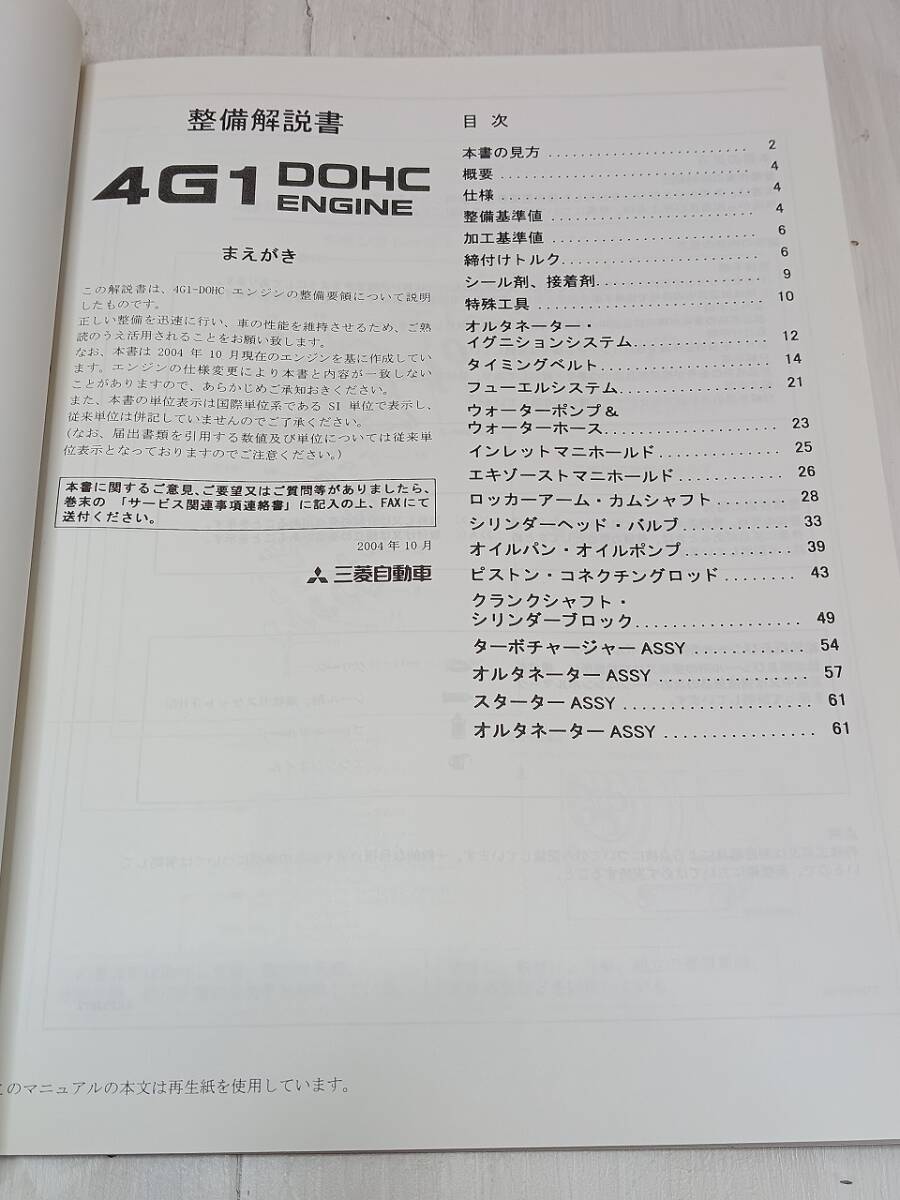 整備解説書
4G1 DOHC ENGINE
まえがき
この解説書は、4G1-DOHC エンジンの整備要領について説明
したものです。
正しい整備を迅速に行い、車の性能を維持させるため、ご熟
読のうえ活用されることをお願い致します。
なお、本書は 2004 年 10 月現在のエンジンを基に作成してい
ます。エンジンの仕様変更により本書と内容が一致しない
ことがありますので、あらかじめご承知おきください。
また、本書の単位表示は国際単位系である SI 単位で表示し、
従来単位は併記していませんのでご了承ください。
(なお、届出書類を引用する数値及び単位については従来単
位表示となっておりますのでご注意ください。)
本書に関するご意見、ご要望又はご質問等がありましたら、
巻末の「サービス関連事項連絡書」に記入の上、FAXにて
送付ください。
2004 年 10 月
三菱自動車
目 次
本書の見方 .......................... 2
概要 ................................ 4
仕様 ................................ 4
整備基準値 .......................... 4
加工基準値 .......................... 6
締付けトルク......................... 6
シール剤、接着剤..................... 9
特殊工具 ............................ 10
オルタネーター・
イグニションシステム................. 12
タイミングベルト ..................... 14
フューエルシステム................... 21
ウォーターポンプ＆
ウォーターホース..................... 23
インレットマニホールド............... 25
エキゾーストマニホールド ............. 26
ロッカーアーム・カムシャフト ......... 28
シリンダーヘッド・バルブ ............. 33
オイルパン・オイルポンプ............. 39
ピストン・コネクチングロッド ........ 43
クランクシャフト・
シリンダーブロック................... 49
ターボチャージャー ASSY ............ 54
オルタネーター ASSY ................ 57
スターター ASSY .................... 61
オルタネーター ASSY ................ 61
このマニュアルの本文は再生紙を使用しています。